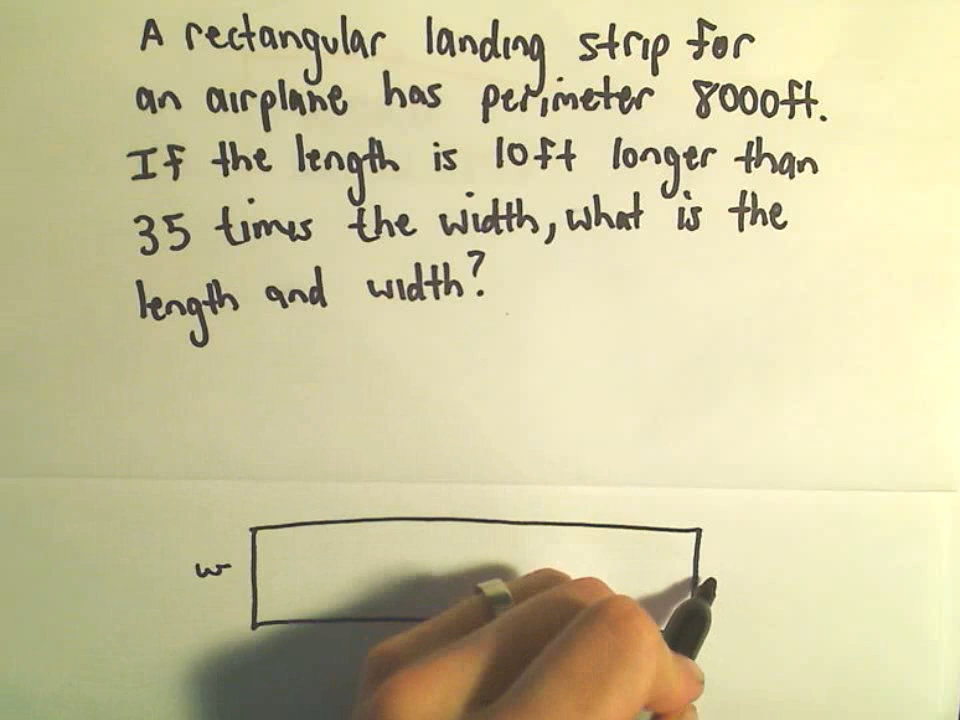 A rectangular landing strip for
an airplane has perimeter 8000ft.
If the length is 10ft longer than
35 times the width, what is the
length and width?
w